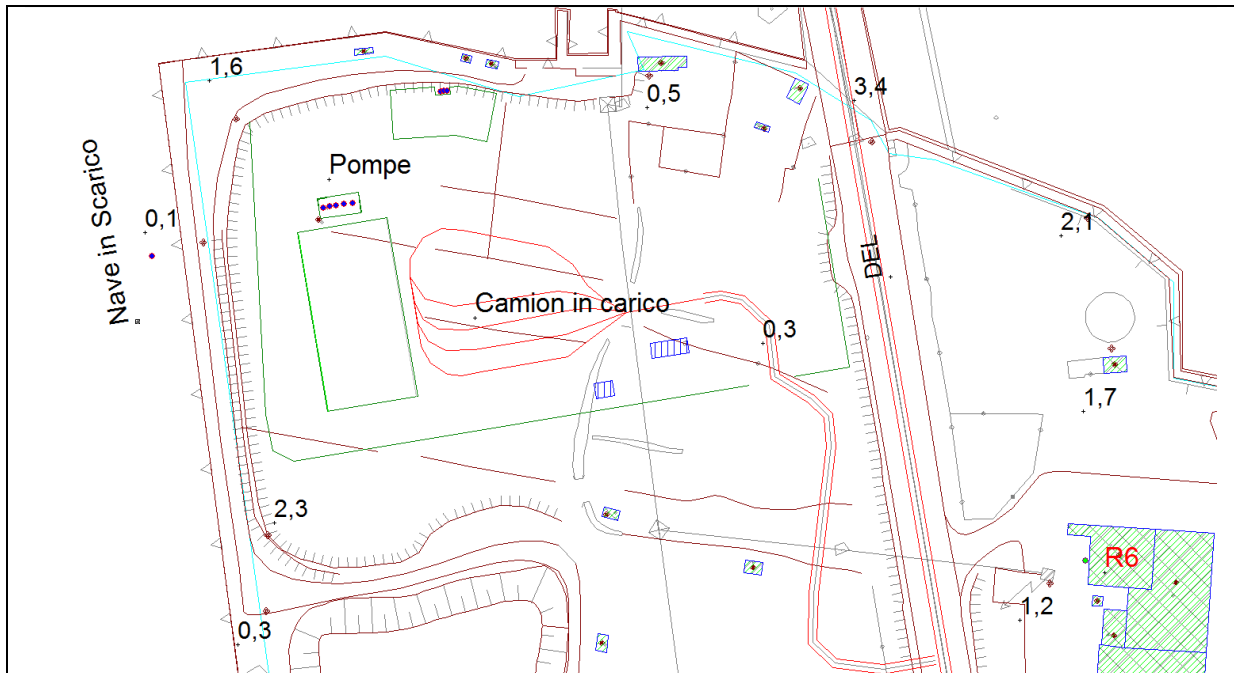 1,6
0,5
3,4
Pompe
Nave in Scarico
0,1
2,1
DEL
Camion in carico
0,3
1,7
2,3
R6
1,2
0,3